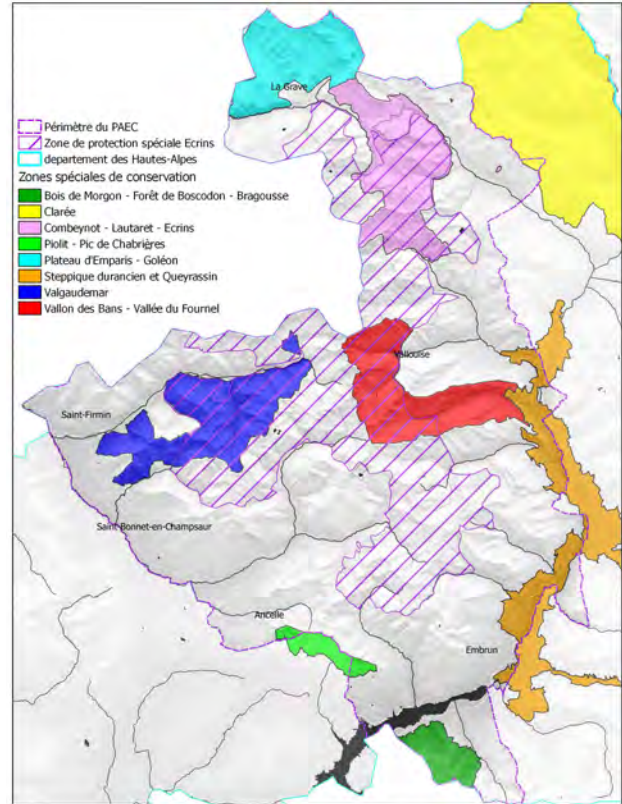 La Grave
Périmètre du PAEC
Zone de protection spéciale Ecrins
departement des Hautes-Alpes
Zones spéciales de conservation
Bois de Morgon - Forêt de Boscodon - Bragousse
Clarée
Combeynot - Lautaret - Ecrins
Piolit - Pic de Chabrières
Plateau d'Emparis - Goléon
Steppique durancien et Queyrassin
Valgaudemar
Vallon des Bans - Vallée du Fournel
Vallouise
Saint-Firmin
Saint-Bonnet-en-Champsaur
Ancelle
Embrun